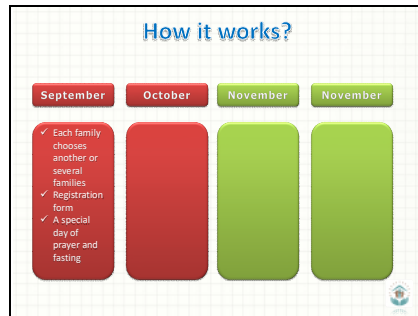 How it works?
September
October
November
November
✓ Each family
chooses
another or
several
families
✓ Registration
form
✓ A special
day of
prayer and
fasting